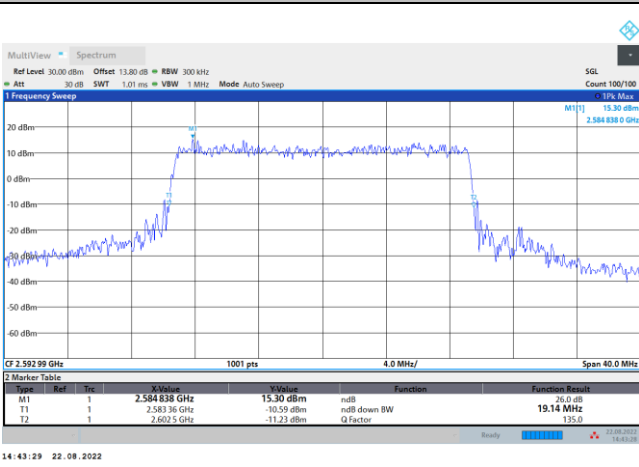 MultiView Spectrum
Ref Level 30.00 dBm Offset 13.80 dB RBW 300 kHz SGL
Att 30 dB SWT 1.01 ms VBW 1 MHz Mode Auto Sweep Count 100/100
1 Frequency Sweep 1Pk Max
M1[1] 15.30 dBm
2.584 838 0 GHz
M1
20 dBm
10 dBm
0 dBm
-10 dBm
-20 dBm
-30 dBm
-40 dBm
-50 dBm
-60 dBm
CF 2.592 99 GHz 1001 pts 4.0 MHz/ Span 40.0 MHz
2 Marker Table
Type Ref Trc X-Value Y-Value Function Function Result
M1 1 2.584 838 GHz 15.30 dBm ndB 26.0 dB
T1 1 2.583 36 GHz -10.59 dBm ndB down BW 19.14 MHz
T2 1 2.602 5 GHz -11.23 dBm Q Factor 135.0
Ready 22.08.2022
14:43:28
14:43:29 22.08.2022